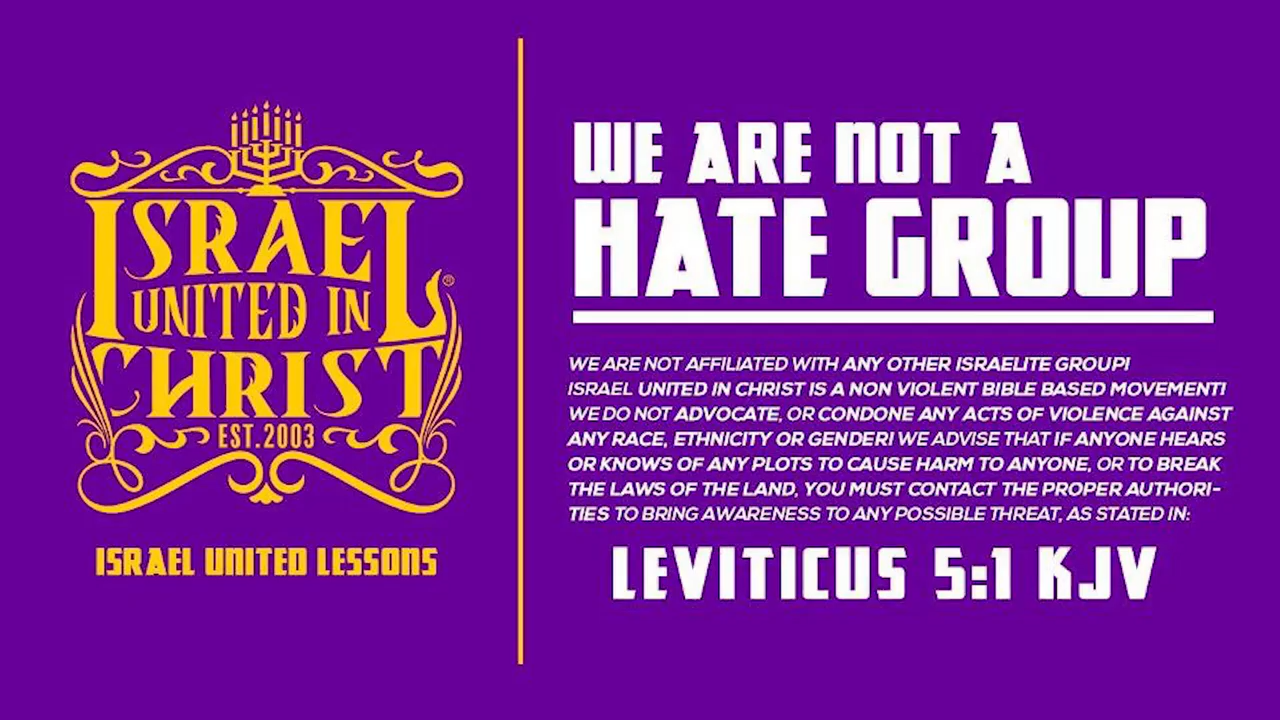 ISRAEL
UNITED IN
CHRIST
EST. 2003
®
ISRAEL UNITED LESSONS
WE ARE NOT A
HATE GROUP
WE ARE NOT AFFILIATED WITH ANY OTHER ISRAELITE GROUP!
ISRAEL UNITED IN CHRIST IS A NON VIOLENT BIBLE BASED MOVEMENT!
WE DO NOT ADVOCATE, OR CONDONE ANY ACTS OF VIOLENCE AGAINST
ANY RACE, ETHNICITY OR GENDER! WE ADVISE THAT IF ANYONE HEARS
OR KNOWS OF ANY PLOTS TO CAUSE HARM TO ANYONE, OR TO BREAK
THE LAWS OF THE LAND, YOU MUST CONTACT THE PROPER AUTHORI-
TIES TO BRING AWARENESS TO ANY POSSIBLE THREAT, AS STATED IN:
LEVITICUS 5:1 KJV